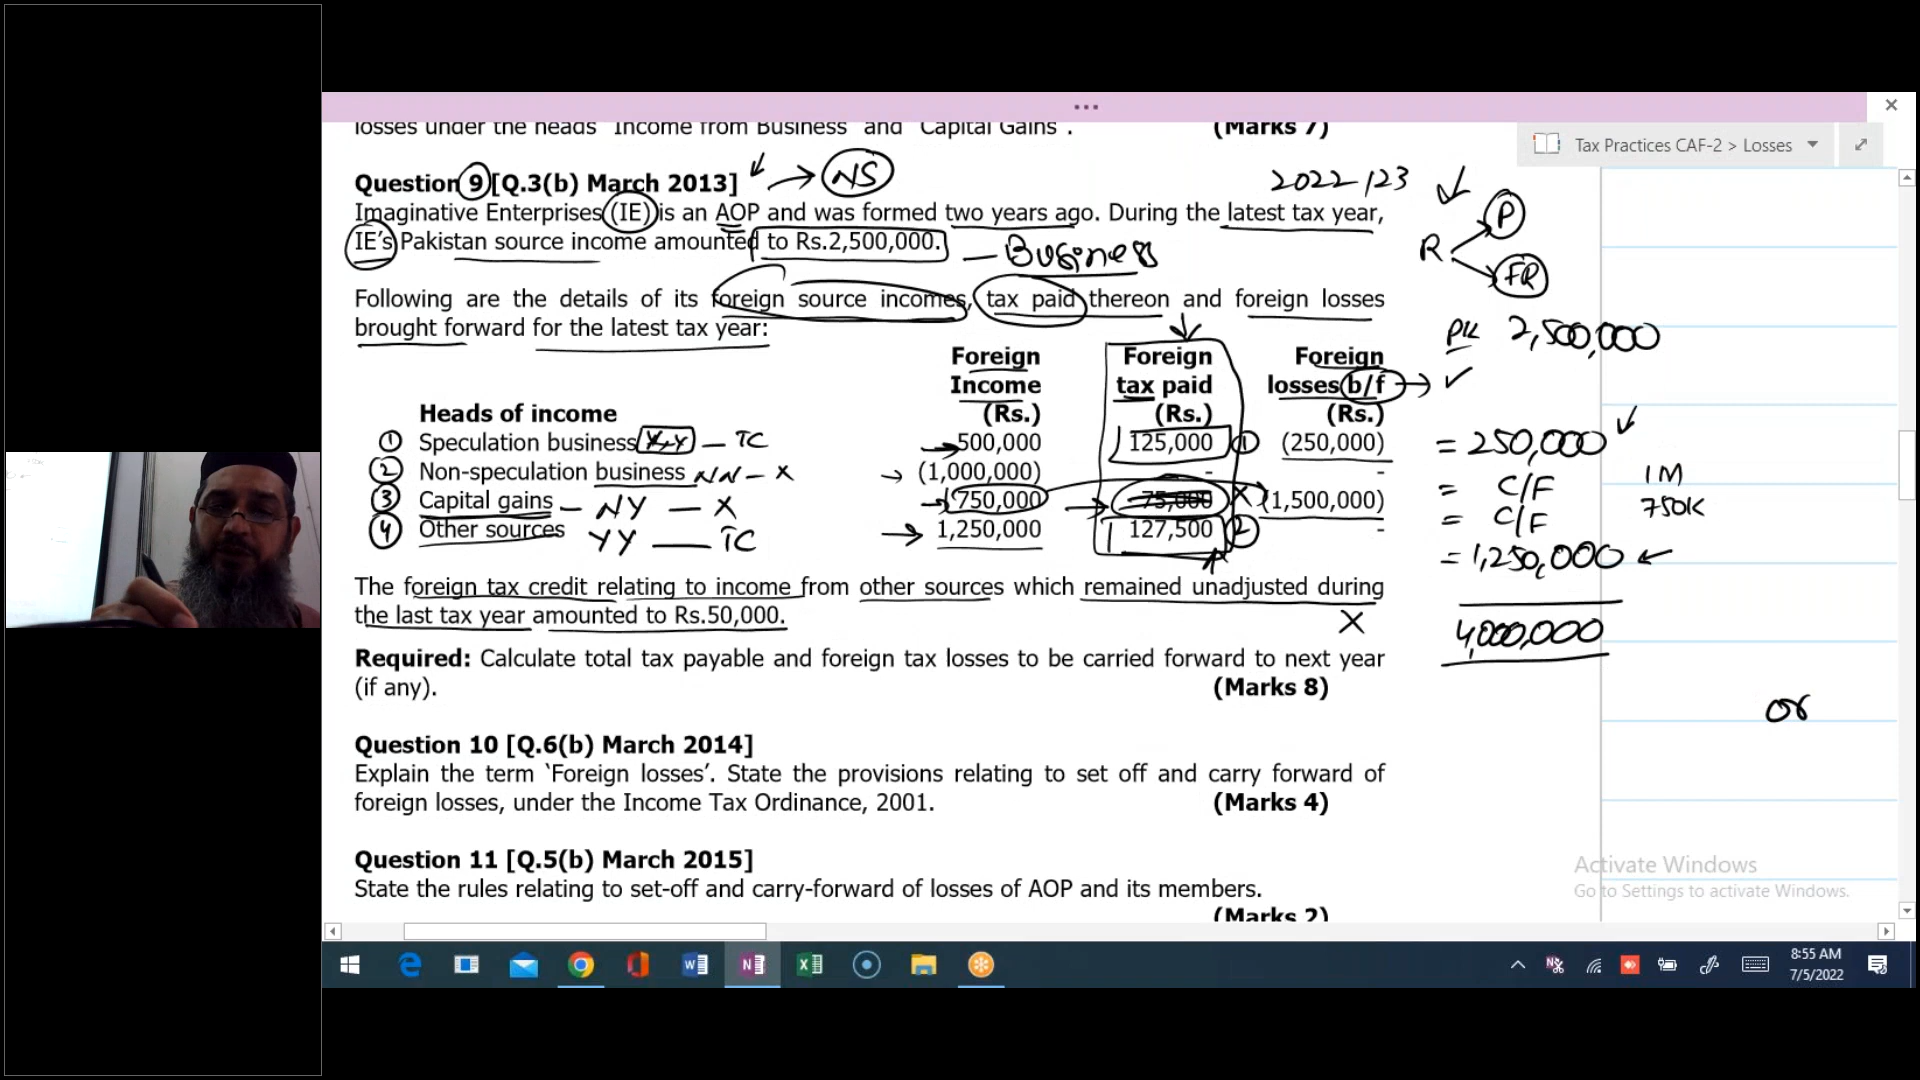 losses under the heads "Income from Business" and "Capital Gains". (Marks 7)
Tax Practices CAF-2 > Losses
Question 9 [Q.3(b) March 2013] NS 2022/23
Imaginative Enterprises (IE) is an AOP and was formed two years ago. During the latest tax year,
IE's Pakistan source income amounted to Rs.2,500,000. – Business
R P FR
Following are the details of its foreign source incomes, tax paid thereon and foreign losses
brought forward for the latest tax year:
PK 2,500,000
Foreign Foreign Foreign
Income tax paid losses b/f → ✓
Heads of income (Rs.) (Rs.) (Rs.)
① Speculation business — TC 500,000 125,000 ① (250,000) = 250,000
② Non-speculation business NN – X (1,000,000) - - = C/F 1M
③ Capital gains – NY — X 750,000 75,000 X (1,500,000) = C/F 750K
④ Other sources YY — TC 1,250,000 127,500 ② - = 1,250,000
The foreign tax credit relating to income from other sources which remained unadjusted during
the last tax year amounted to Rs.50,000. X
4,000,000
Required: Calculate total tax payable and foreign tax losses to be carried forward to next year
(if any). (Marks 8)
or
Question 10 [Q.6(b) March 2014]
Explain the term 'Foreign losses'. State the provisions relating to set off and carry forward of
foreign losses, under the Income Tax Ordinance, 2001. (Marks 4)
Question 11 [Q.5(b) March 2015]
State the rules relating to set-off and carry-forward of losses of AOP and its members.
(Marks 2)
Activate Windows
Go to Settings to activate Windows.
8:55 AM
7/5/2022